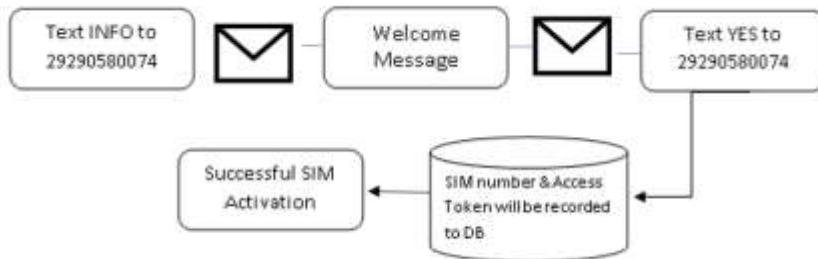 Text INFO to
29290580074
Welcome
Message
Text YES to
29290580074
Successful SIM
Activation
SIM number & Access
Token will be recorded
to DB